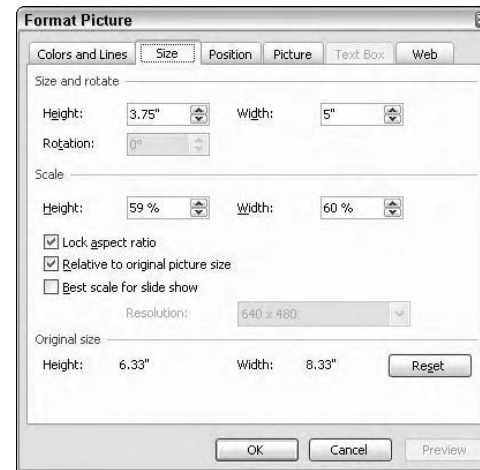 Format Picture
Colors and Lines Size Position Picture Text Box Web
Size and rotate
Height: 3.75" Width: 5"
Rotation: 0°
Scale
Height: 59 % Width: 60 %
Lock aspect ratio
Relative to original picture size
Best scale for slide show
Resolution: 640 x 480
Original size
Height: 6.33" Width: 8.33" Reset
OK Cancel Preview